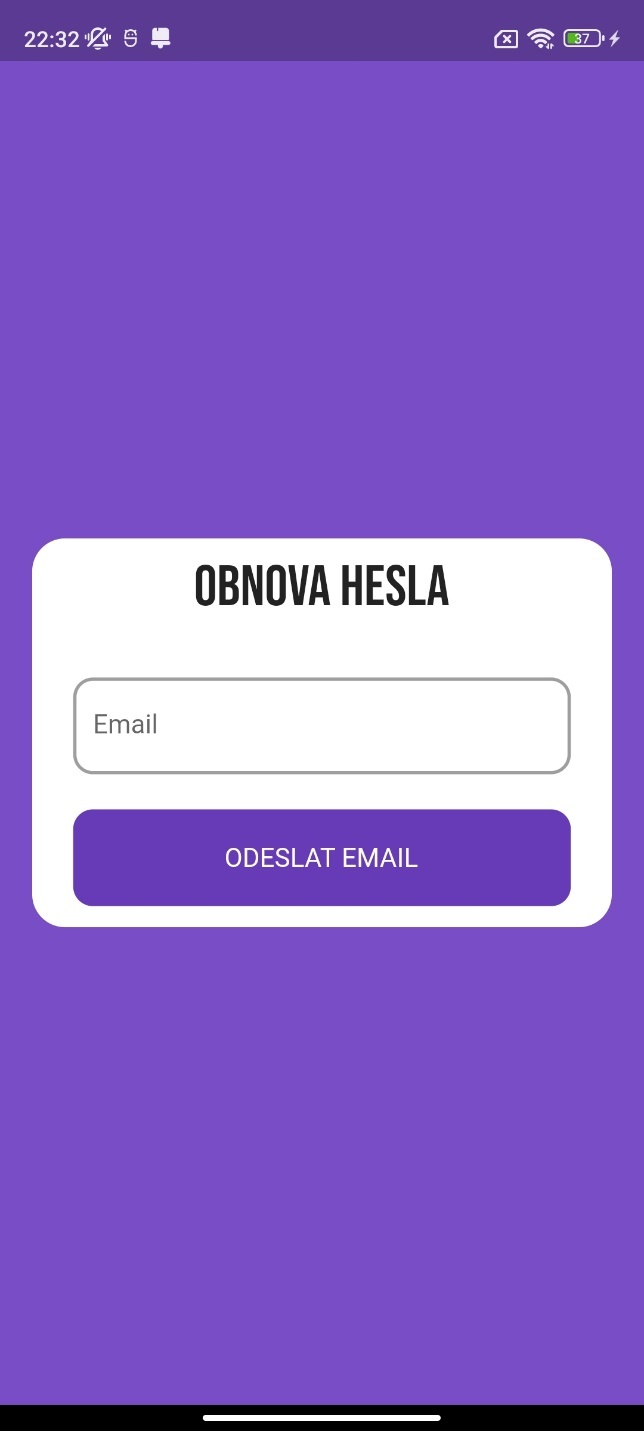 22:32
37
OBNOVA HESLA
Email
ODESLAT EMAIL